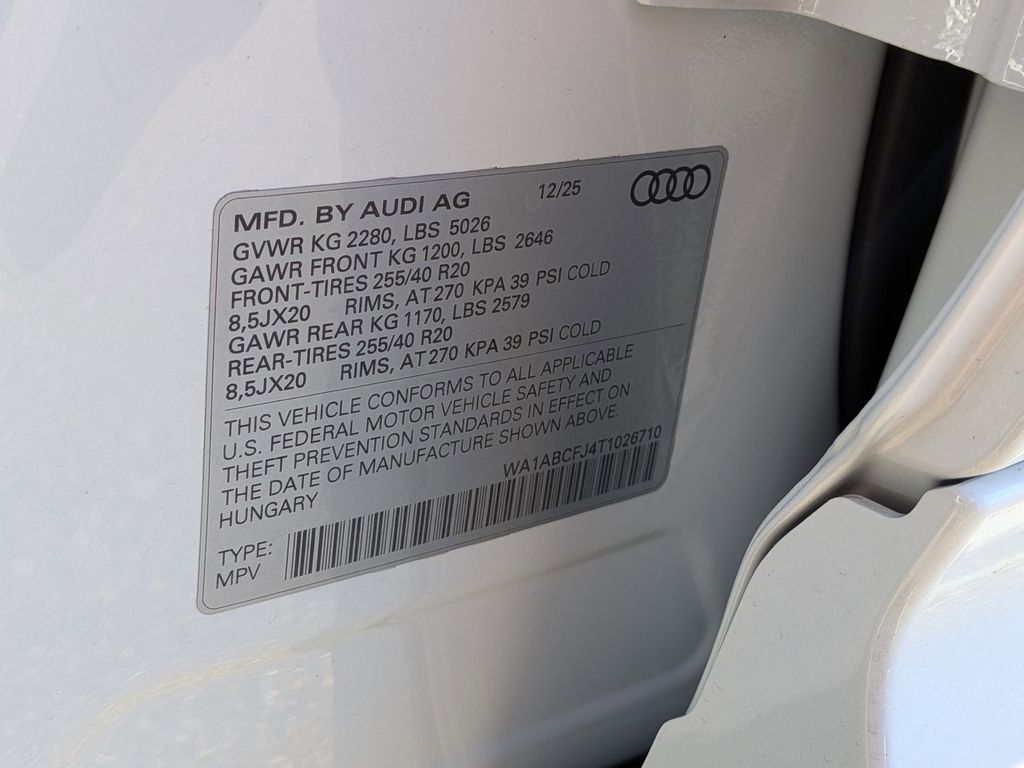 MFD. BY AUDI AG 12/25
GVWR KG 2280, LBS 5026
GAWR FRONT KG 1200, LBS 2646
FRONT-TIRES 255/40 R20
8,5JX20 RIMS, AT 270 KPA 39 PSI COLD
GAWR REAR KG 1170, LBS 2579
REAR-TIRES 255/40 R20
8,5JX20 RIMS, AT 270 KPA 39 PSI COLD
THIS VEHICLE CONFORMS TO ALL APPLICABLE
U.S. FEDERAL MOTOR VEHICLE SAFETY AND
THEFT PREVENTION STANDARDS IN EFFECT ON
THE DATE OF MANUFACTURE SHOWN ABOVE.
HUNGARY WA1ABCFJ4T1026710
TYPE:
MPV